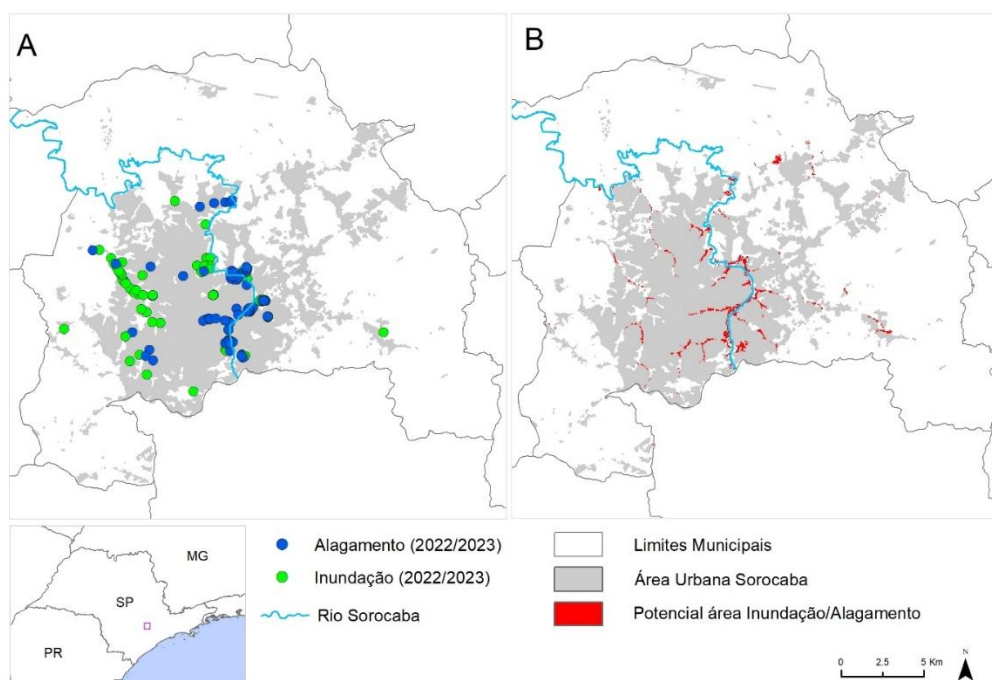 A
B
MG
SP
PR
Alagamento (2022/2023)
Inundação (2022/2023)
Rio Sorocaba
Limites Municipais
Área Urbana Sorocaba
Potencial área Inundação/Alagamento
N
0 2.5 5 Km